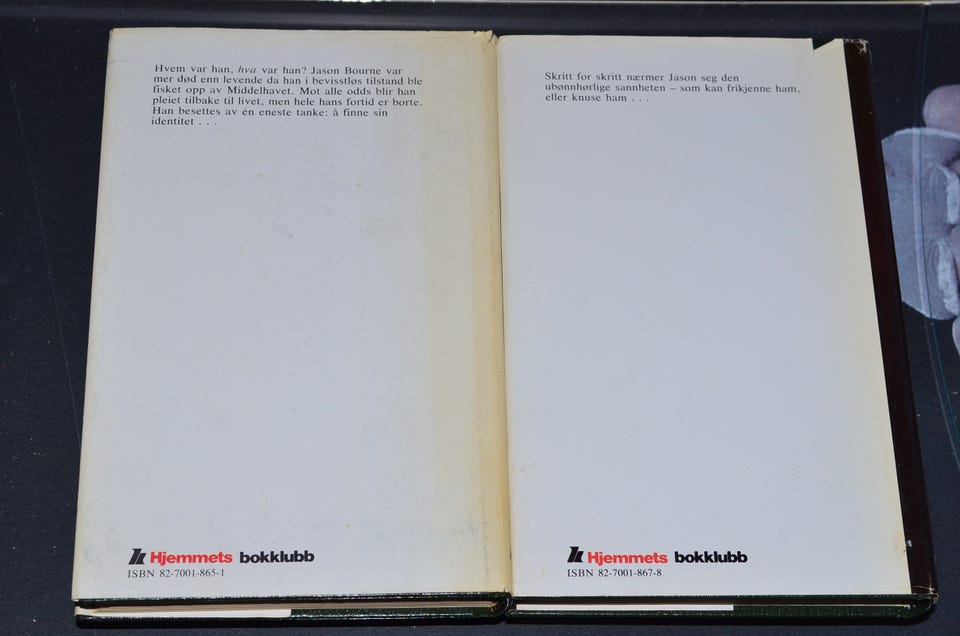 Hvem var han, hva var han? Jason Bourne var
mer død enn levende da han i bevisstløs tilstand ble
fisket opp av Middelhavet. Mot alle odds blir han
pleiet tilbake til livet, men hele hans fortid er borte.
Han besettes av én eneste tanke: å finne sin
identitet . . .
Hjemmets bokklubb
ISBN 82-7001-865-1
Skritt for skritt nærmer Jason seg den
ubønnhørlige sannheten – som kan frikjenne ham,
eller knuse ham . . .
Hjemmets bokklubb
ISBN 82-7001-867-8